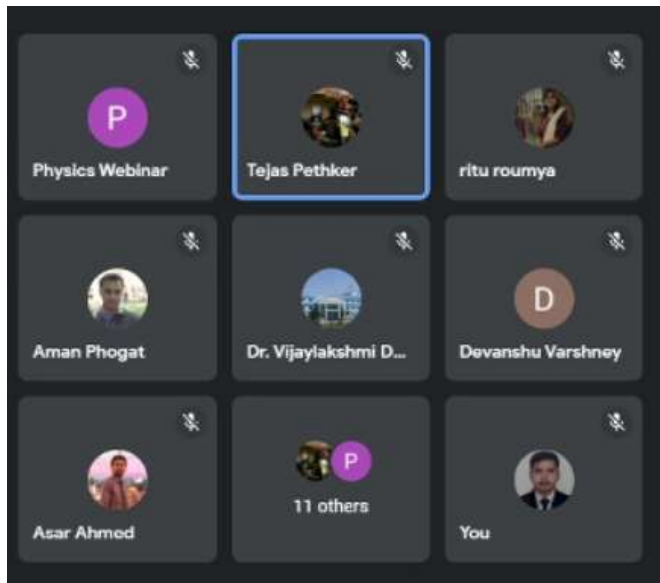 P
Physics Webinar
Tejas Pethker
ritu roumya
Aman Phogat
Dr. Vijaylakshmi D...
D
Devanshu Varshney
Asar Ahmed
P
11 others
You